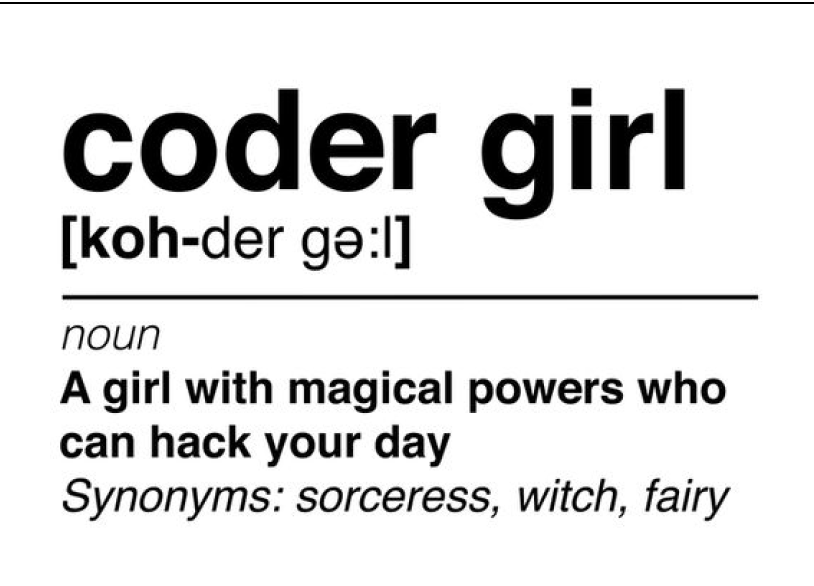 coder girl
[koh-der gə:l]
noun
A girl with magical powers who
can hack your day
Synonyms: sorceress, witch, fairy